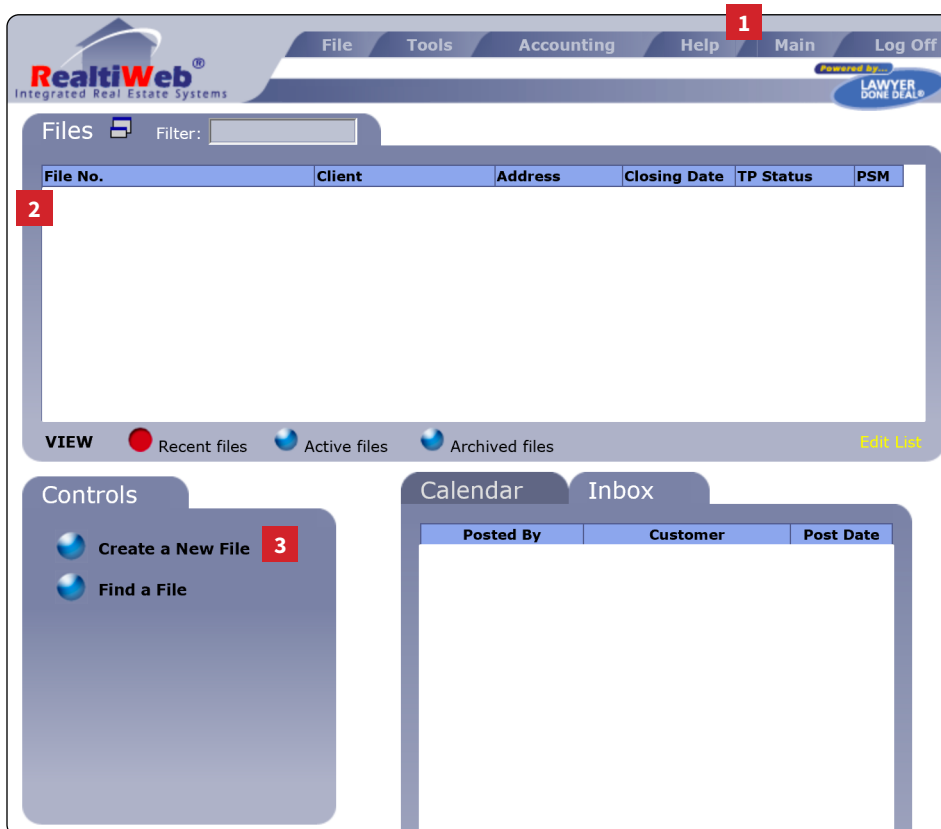 1
File Tools Accounting Help Main Log Off
RealtiWeb®
Integrated Real Estate Systems
Powered by...
LAWYER
DONE DEAL®
Files Filter:
File No. Client Address Closing Date TP Status PSM
2
VIEW Recent files Active files Archived files Edit List
Controls
Create a New File 3
Find a File
Calendar Inbox
Posted By Customer Post Date